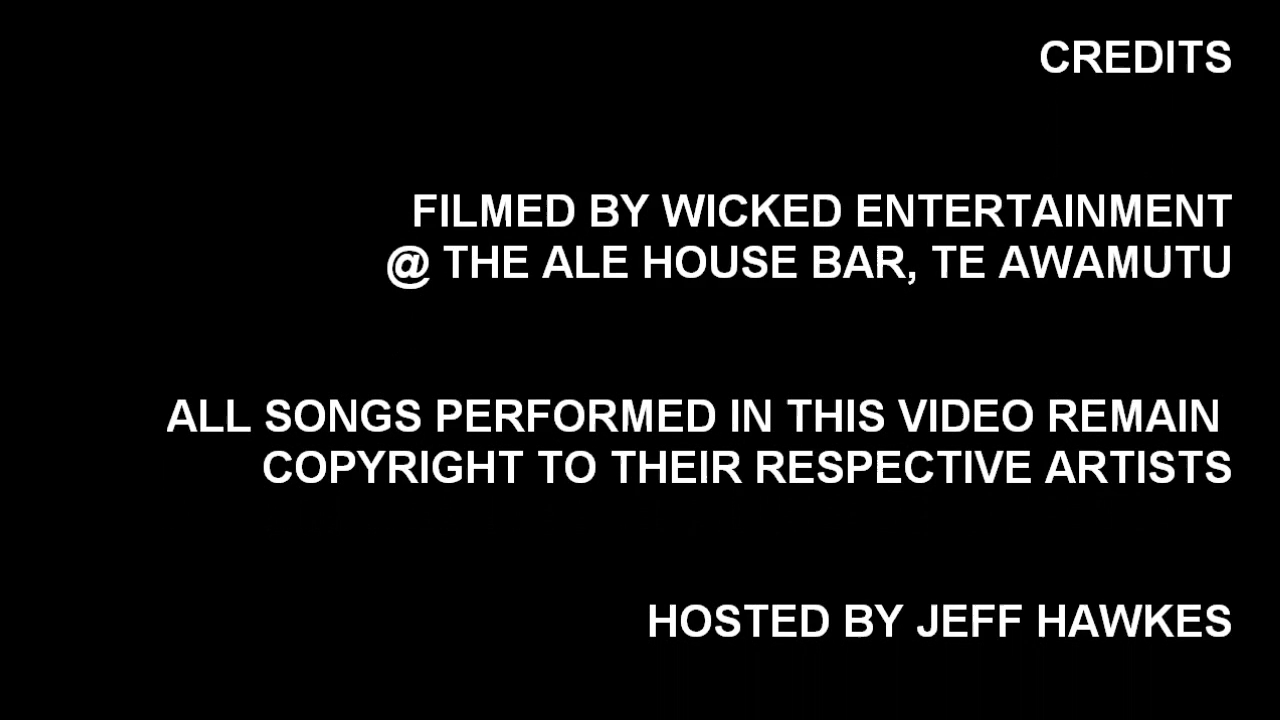 CREDITS
FILMED BY WICKED ENTERTAINMENT
@ THE ALE HOUSE BAR, TE AWAMUTU
ALL SONGS PERFORMED IN THIS VIDEO REMAIN
COPYRIGHT TO THEIR RESPECTIVE ARTISTS
HOSTED BY JEFF HAWKES